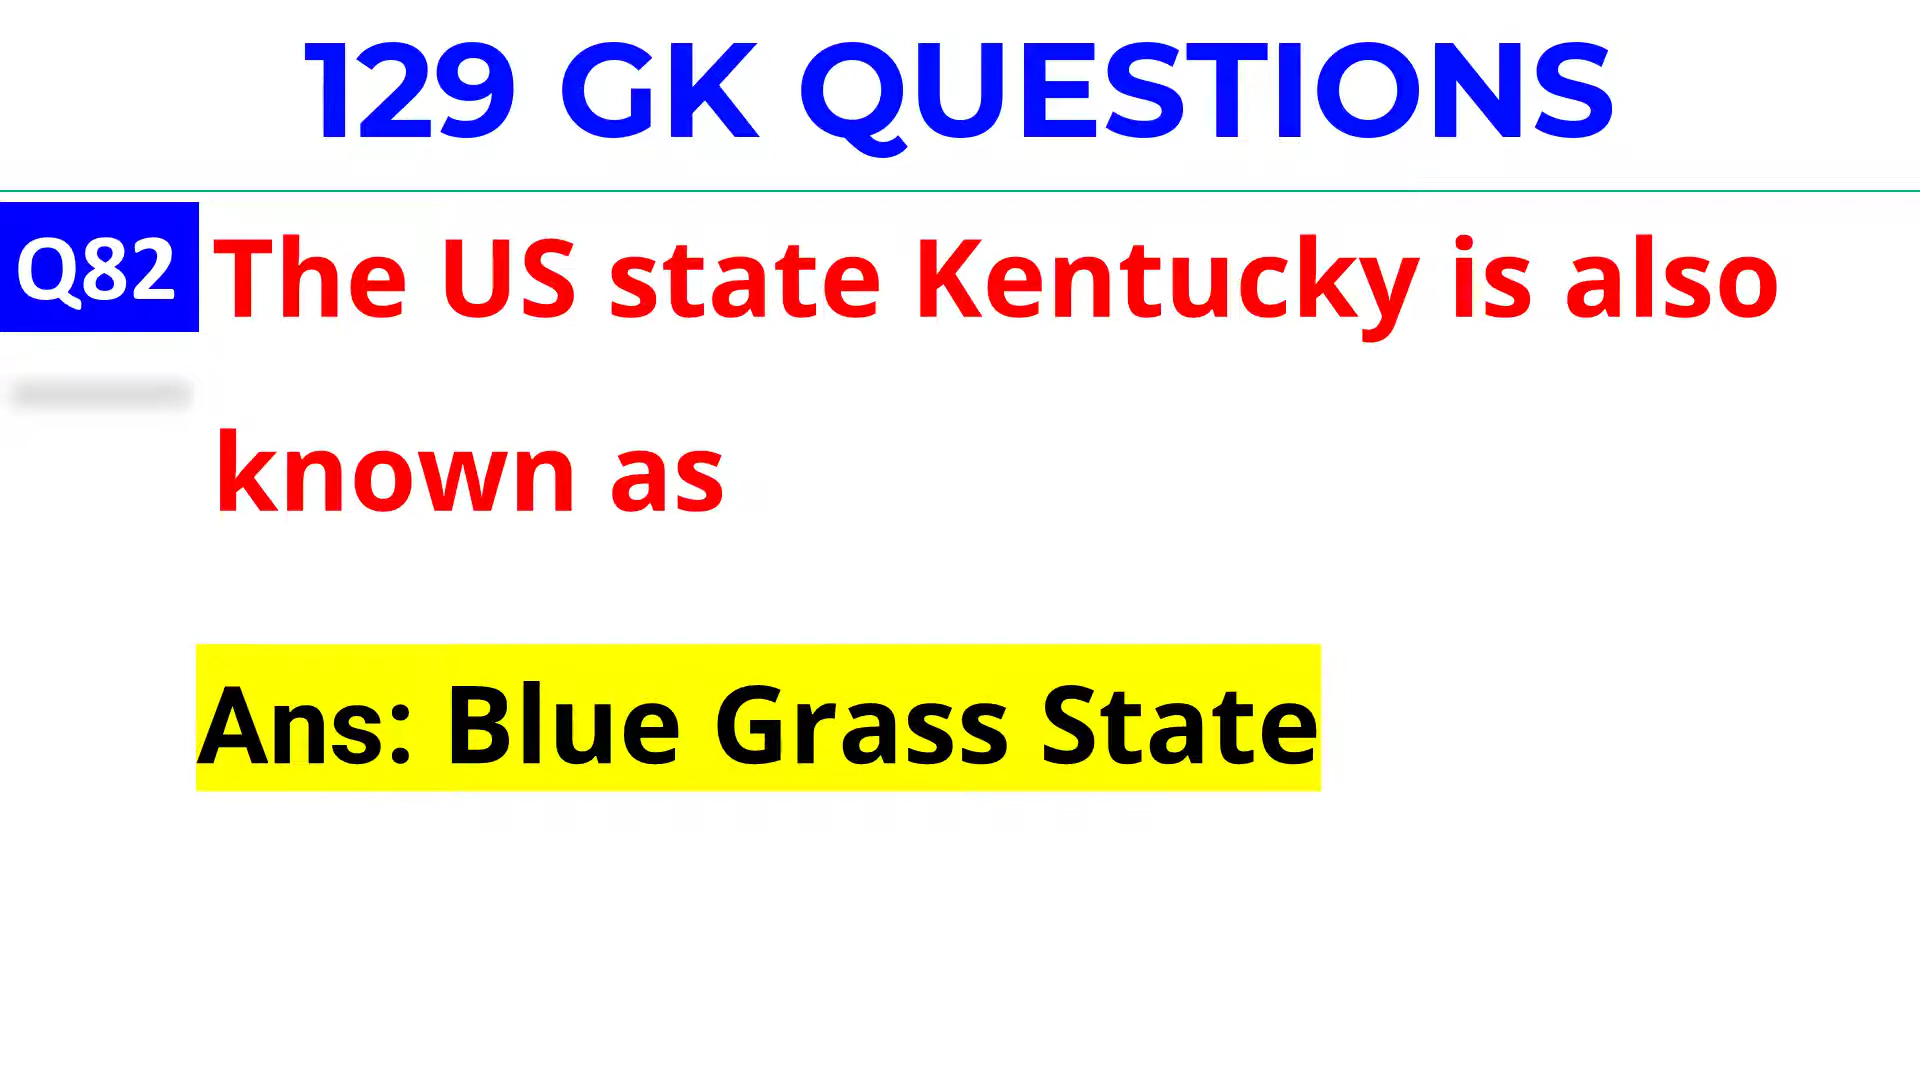 129 GK QUESTIONS
Q82 The US state Kentucky is also
known as
Ans: Blue Grass State